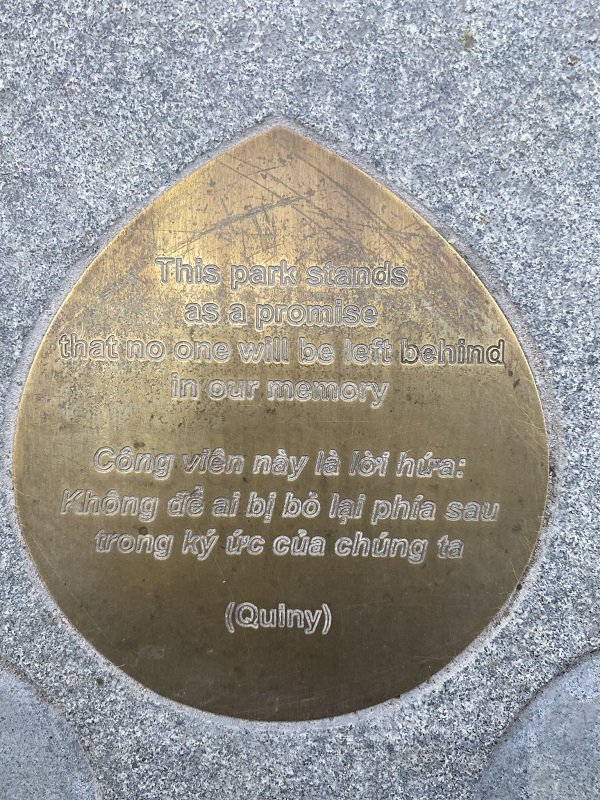 This park stands
as a promise
that no one will be left behind
in our memory
Công viên này là lời hứa:
Không để ai bị bỏ lại phía sau
trong ký ức của chúng ta
(Quiny)